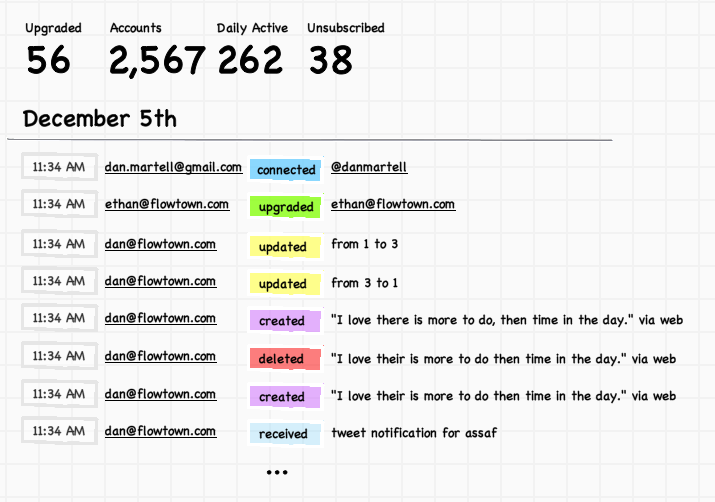 Upgraded Accounts Daily Active Unsubscribed
56 2,567 262 38
December 5th
11:34 AM dan.martell@gmail.com connected @danmartell
11:34 AM ethan@flowtown.com upgraded ethan@flowtown.com
11:34 AM dan@flowtown.com updated from 1 to 3
11:34 AM dan@flowtown.com updated from 3 to 1
11:34 AM dan@flowtown.com created "I love there is more to do, then time in the day." via web
11:34 AM dan@flowtown.com deleted "I love their is more to do then time in the day." via web
11:34 AM dan@flowtown.com created "I love their is more to do then time in the day." via web
11:34 AM dan@flowtown.com received tweet notification for assaf
...